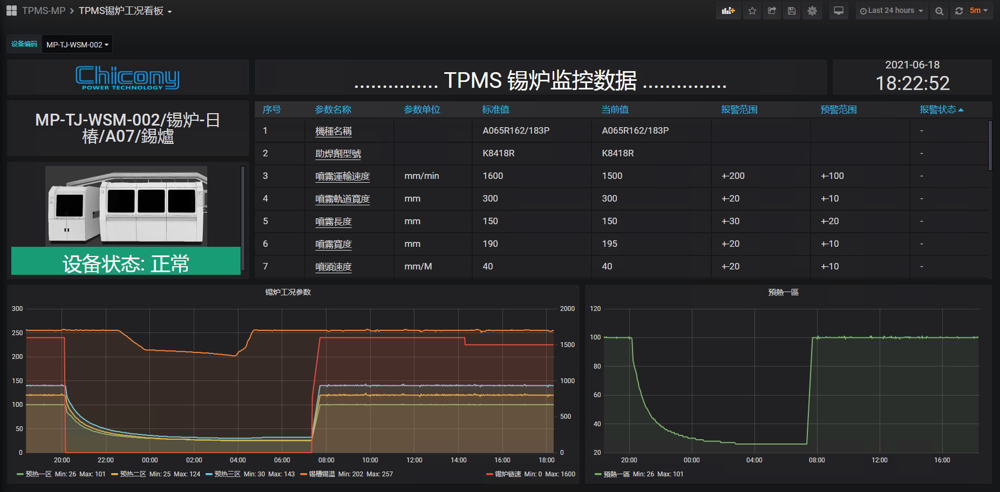 TPMS-MP > TPMS锡炉工况看板
Last 24 hours
5m
设备编码 MP-TJ-WSM-002
Chicony
POWER TECHNOLOGY
............... TPMS 锡炉监控数据 ...............
2021-06-18
18:22:52
MP-TJ-WSM-002/锡炉-日
椿/A07/錫爐
设备状态: 正常
序号 参数名称 参数单位 标准值 当前值 报警范围 预警范围 报警状态
1 機種名稱 A065R162/183P A065R162/183P -
2 助焊劑型號 K8418R K8418R -
3 噴霧運輸速度 mm/min 1600 1500 +-200 +-100 -
4 噴霧軌道寬度 mm 300 300 +-20 +-10 -
5 噴霧長度 mm 150 150 +-30 +-20 -
6 噴霧寬度 mm 190 195 +-20 +-10 -
7 噴頭速度 mm/M 40 40 +-20 +-10 -
锡炉工况参数
300
250
200
150
100
50
0
2000
1500
1000
500
0
20:00 22:00 00:00 02:00 04:00 06:00 08:00 10:00 12:00 14:00 16:00 18:00
预热一区 Min: 26 Max: 101 预热二区 Min: 25 Max: 124 预热三区 Min: 30 Max: 143 锡槽锡温 Min: 202 Max: 257 锡炉链速 Min: 0 Max: 1600
預熱一區
120
100
80
60
40
20
20:00 00:00 04:00 08:00 12:00 16:00
預熱一區 Min: 26 Max: 101